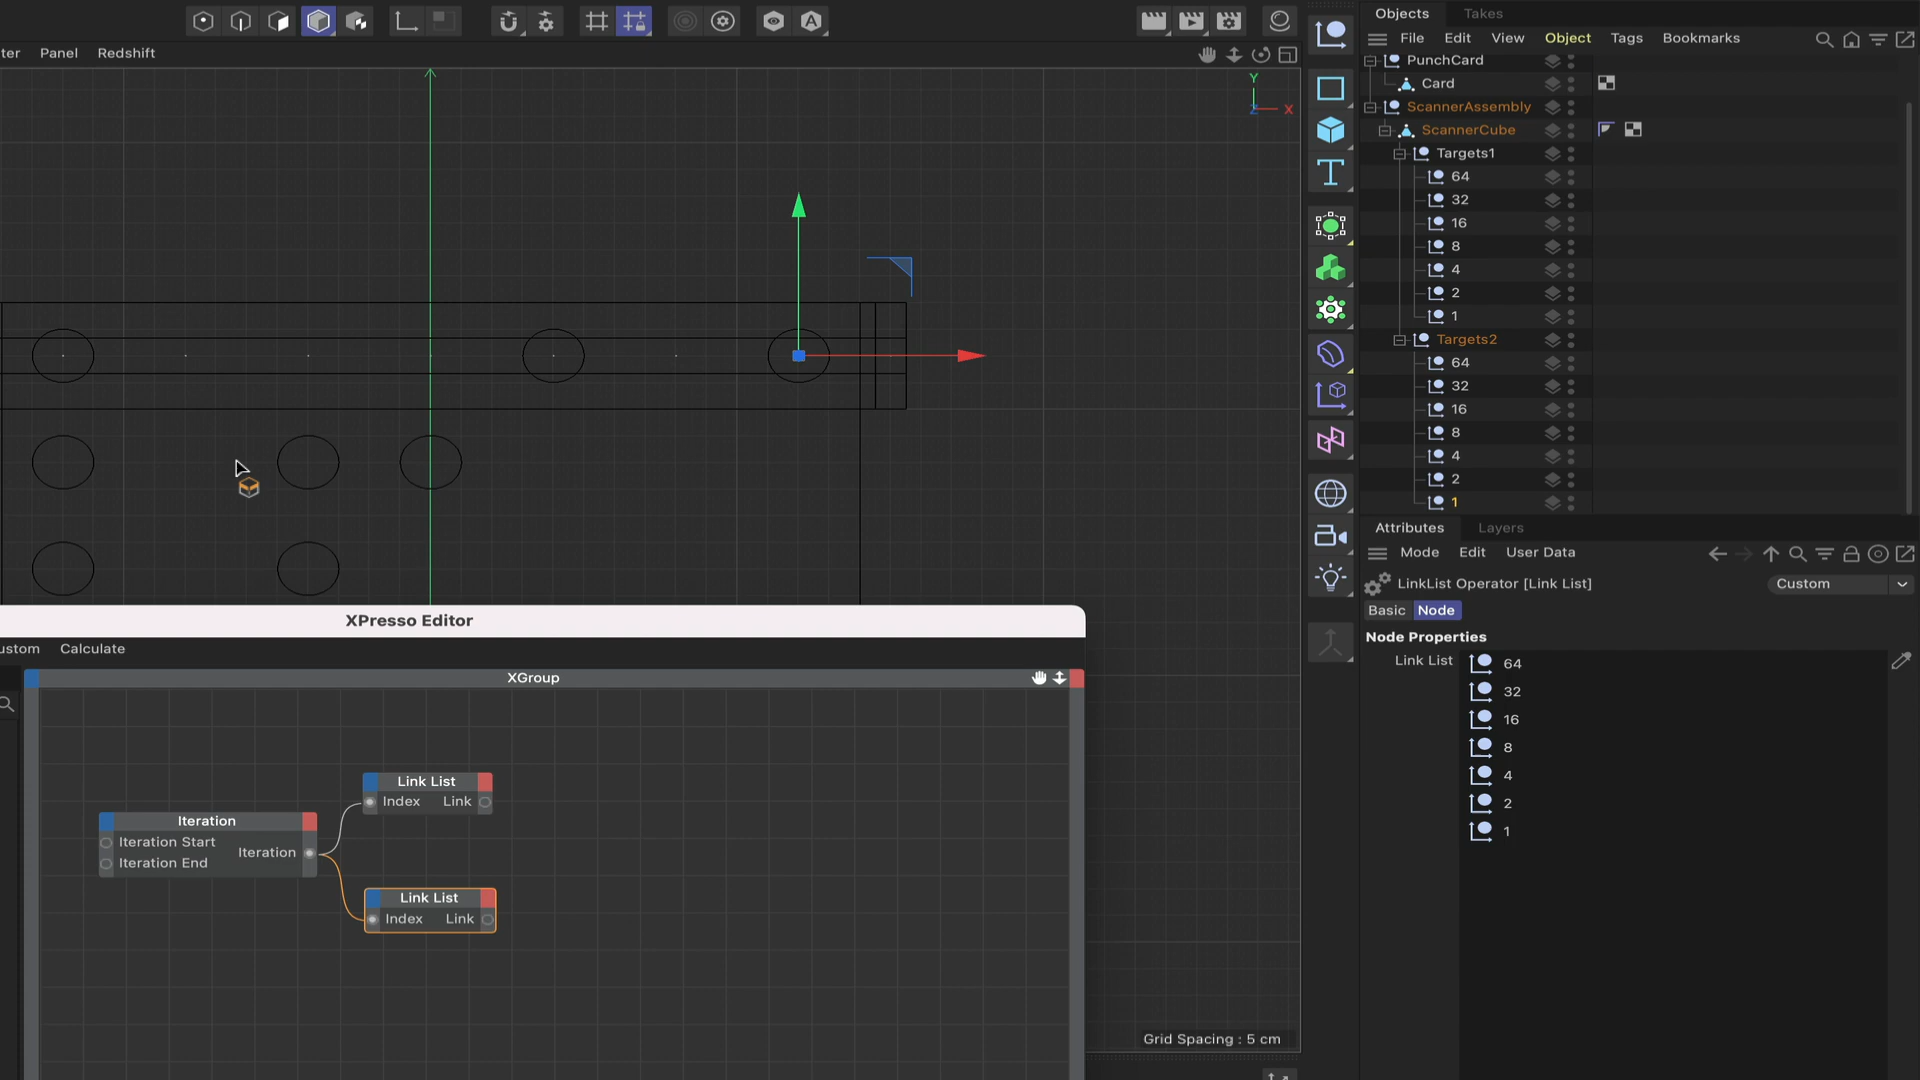 Objects Takes
File Edit View Object Tags Bookmarks
ter Panel Redshift
Y
X
Z
PunchCard
Card
ScannerAssembly
ScannerCube
Targets1
64
32
16
8
4
2
1
Targets2
64
32
16
8
4
2
1
Attributes Layers
Mode Edit User Data
LinkList Operator [Link List]
Custom
Basic Node
Node Properties
Link List
64
32
16
8
4
2
1
XPresso Editor
ustom Calculate
XGroup
Link List
Index Link
Iteration
Iteration Start
Iteration
Iteration End
Link List
Index Link
Grid Spacing : 5 cm